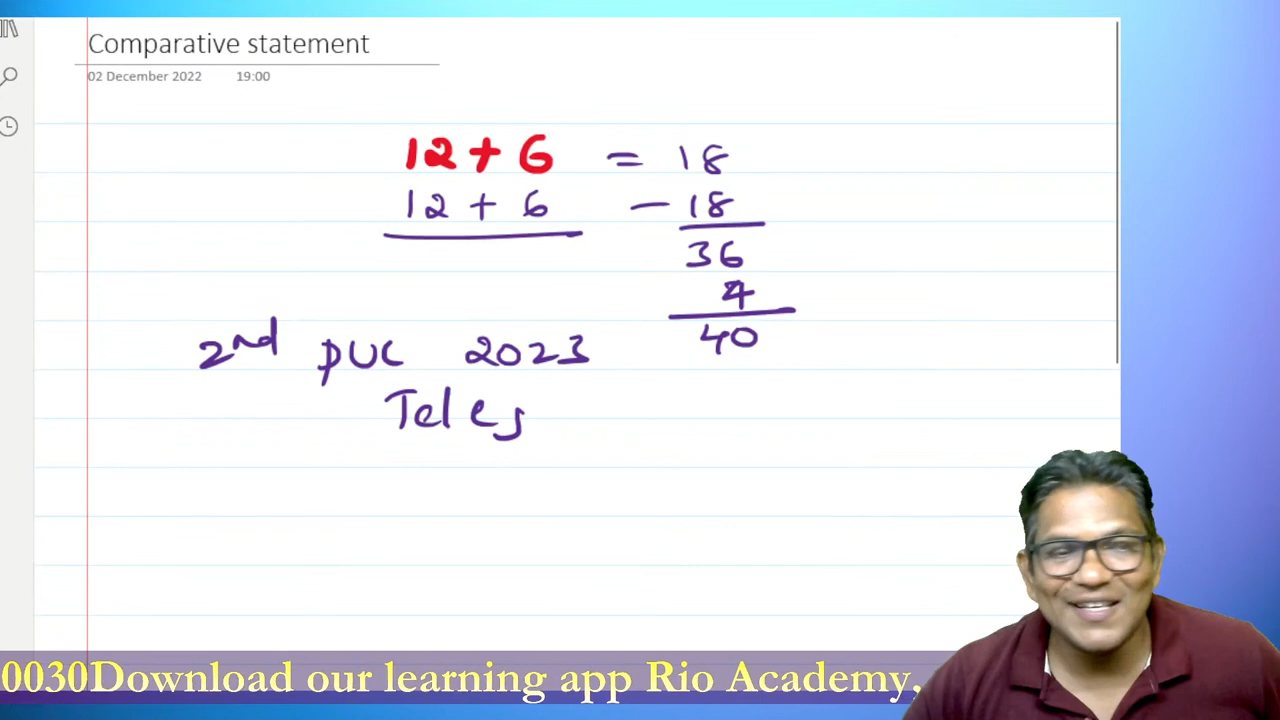 Comparative statement
02 December 2022 19:00
12 + 6 = 18
12 + 6 - 18
36
4
40
2nd PUC 2023
Teleg
0030Download our learning app Rio Academy,